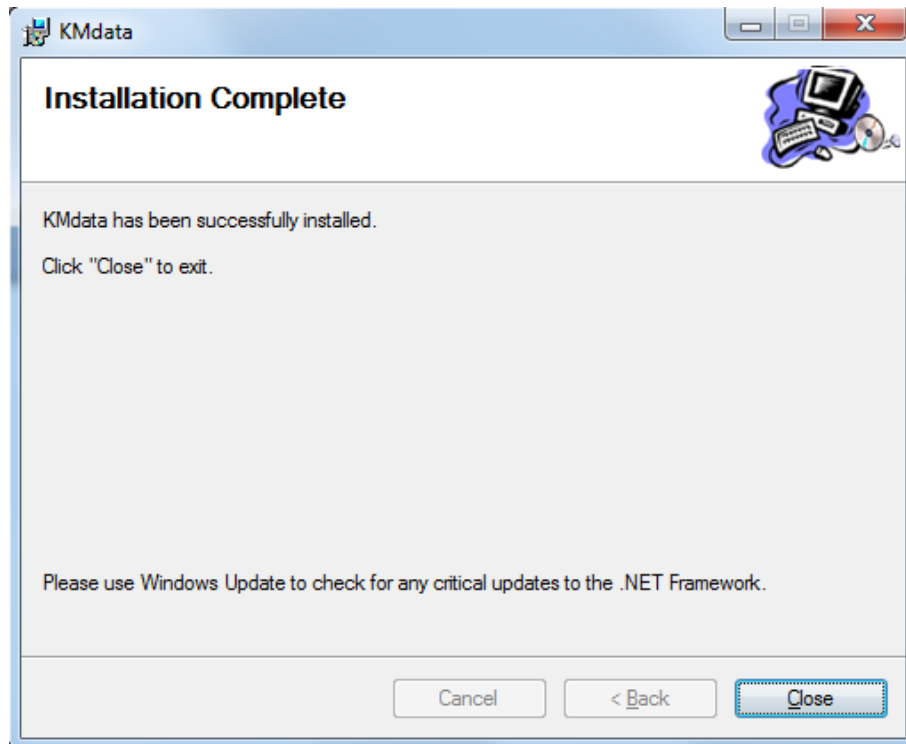 KMdata
Installation Complete
KMdata has been successfully installed.
Click "Close" to exit.
Please use Windows Update to check for any critical updates to the .NET Framework.
Cancel
< Back
Close